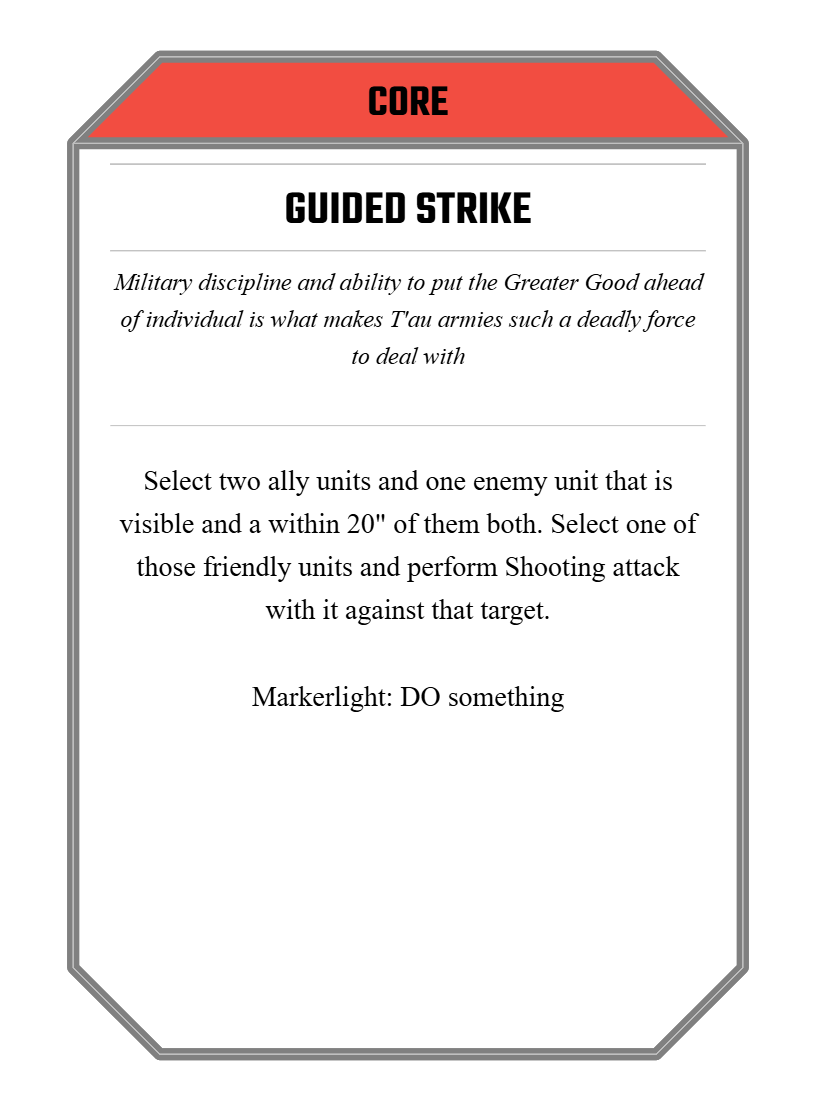 CORE
GUIDED STRIKE
Military discipline and ability to put the Greater Good ahead
of individual is what makes T'au armies such a deadly force
to deal with
Select two ally units and one enemy unit that is
visible and a within 20" of them both. Select one of
those friendly units and perform Shooting attack
with it against that target.
Markerlight: DO something